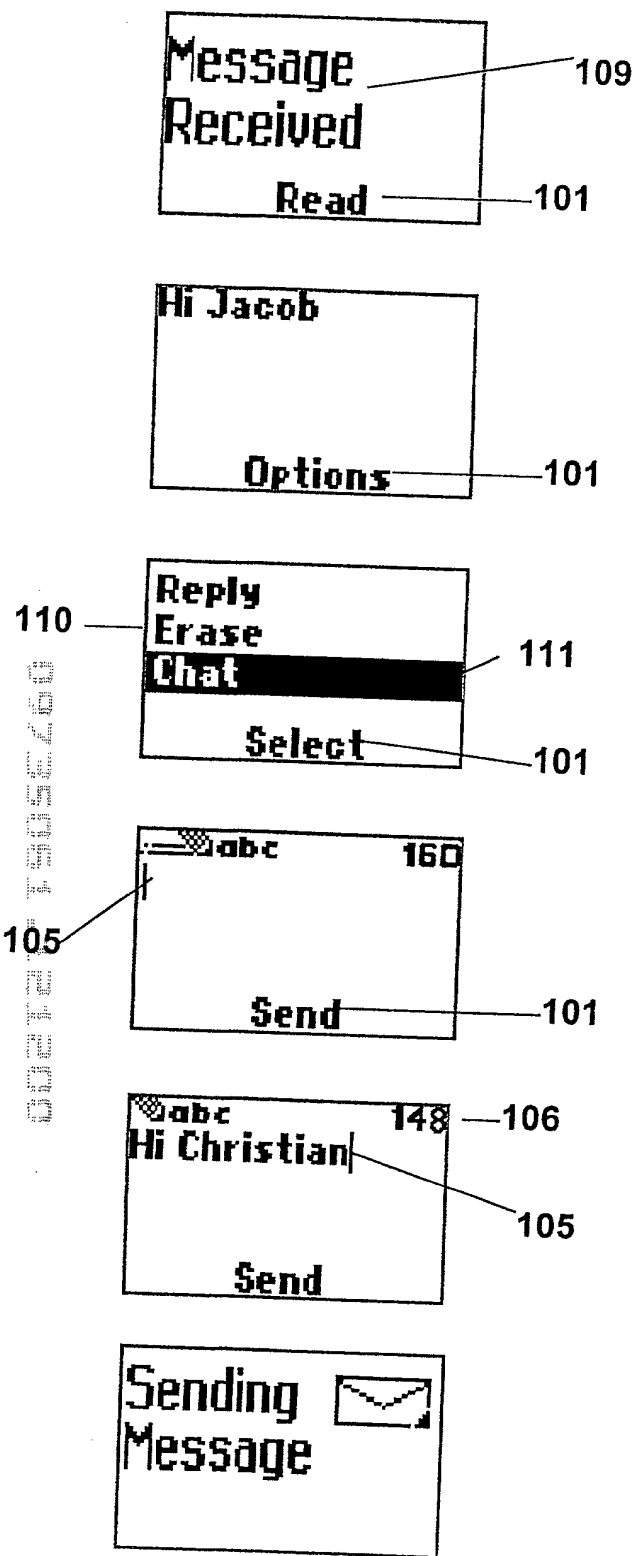 Message 109
Received
Read 101
Hi Jacob
Options 101
Reply
110 Erase
Chat 111
Select 101
abc 160
105
Send 101
abc 148 106
Hi Christian
105
Send
Sending
Message